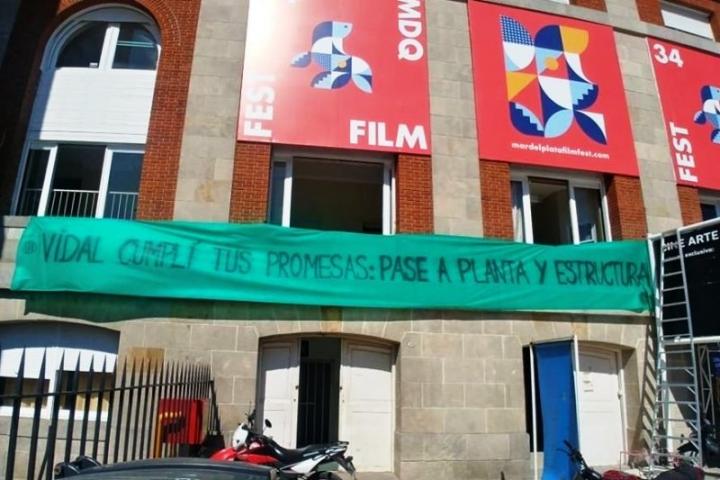 FEST
FILM
MDQ
mardelplatafilmfest.com
34
FEST
VIDAL CUMPLÍ TUS PROMESAS: PASE A PLANTA Y ESTRUCTURA
CINE ARTE
exclusivo: